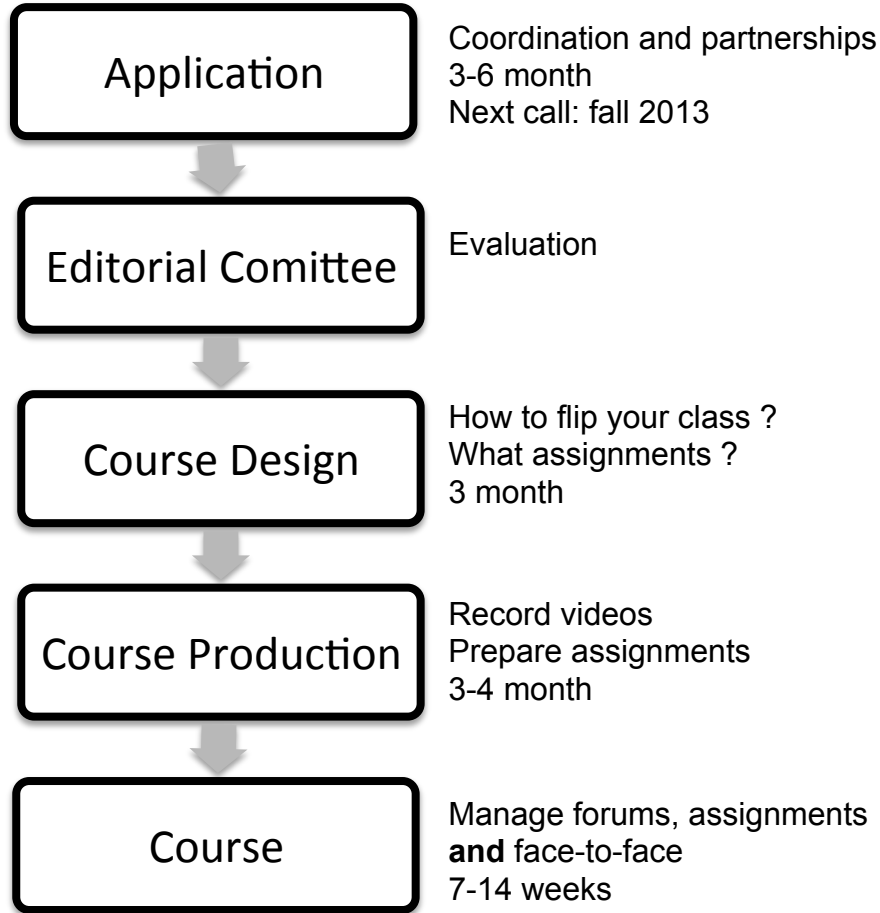 Application
Coordination and partnerships
3-6 month
Next call: fall 2013
Editorial Comittee
Evaluation
Course Design
How to flip your class ?
What assignments ?
3 month
Course Production
Record videos
Prepare assignments
3-4 month
Course
Manage forums, assignments
and face-to-face
7-14 weeks